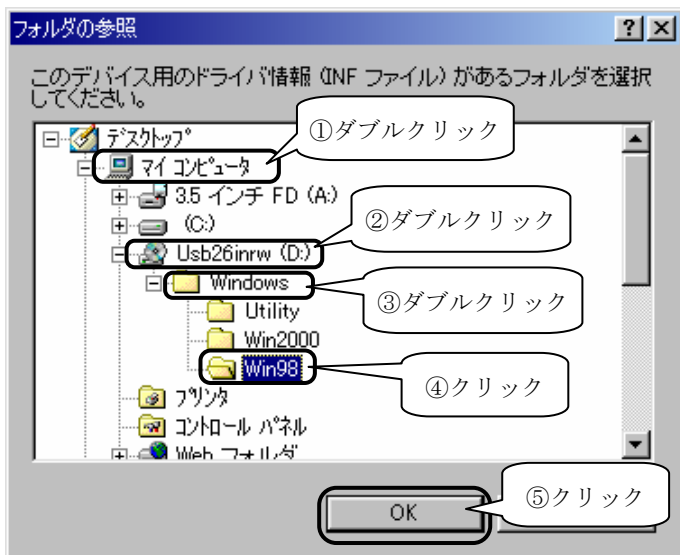 フォルダの参照
このデバイス用のドライバ情報 (INF ファイル) があるフォルダを選択
してください。
デスクトップ
①ダブルクリック
マイ コンピュータ
3.5 インチ FD (A:)
(C:)
②ダブルクリック
Usb26inrw (D:)
Windows
③ダブルクリック
Utility
Win2000
Win98
④クリック
プリンタ
コントロール パネル
Web フォルダ
⑤クリック
OK